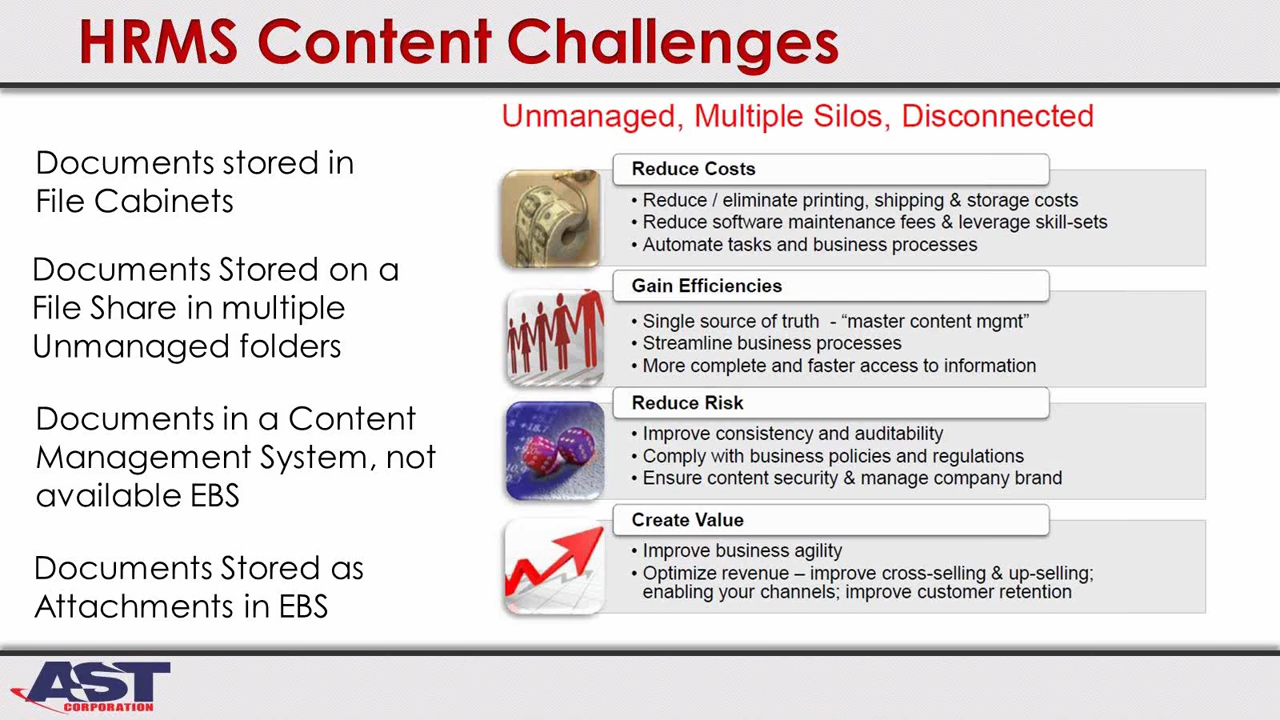 HRMS Content Challenges
Unmanaged, Multiple Silos, Disconnected
Documents stored in
File Cabinets
Documents Stored on a
File Share in multiple
Unmanaged folders
Documents in a Content
Management System, not
available EBS
Documents Stored as
Attachments in EBS
Reduce Costs
• Reduce / eliminate printing, shipping & storage costs
• Reduce software maintenance fees & leverage skill-sets
• Automate tasks and business processes
Gain Efficiencies
• Single source of truth - “master content mgmt”
• Streamline business processes
• More complete and faster access to information
Reduce Risk
• Improve consistency and auditability
• Comply with business policies and regulations
• Ensure content security & manage company brand
Create Value
• Improve business agility
• Optimize revenue – improve cross-selling & up-selling;
enabling your channels; improve customer retention
AST
CORPORATION